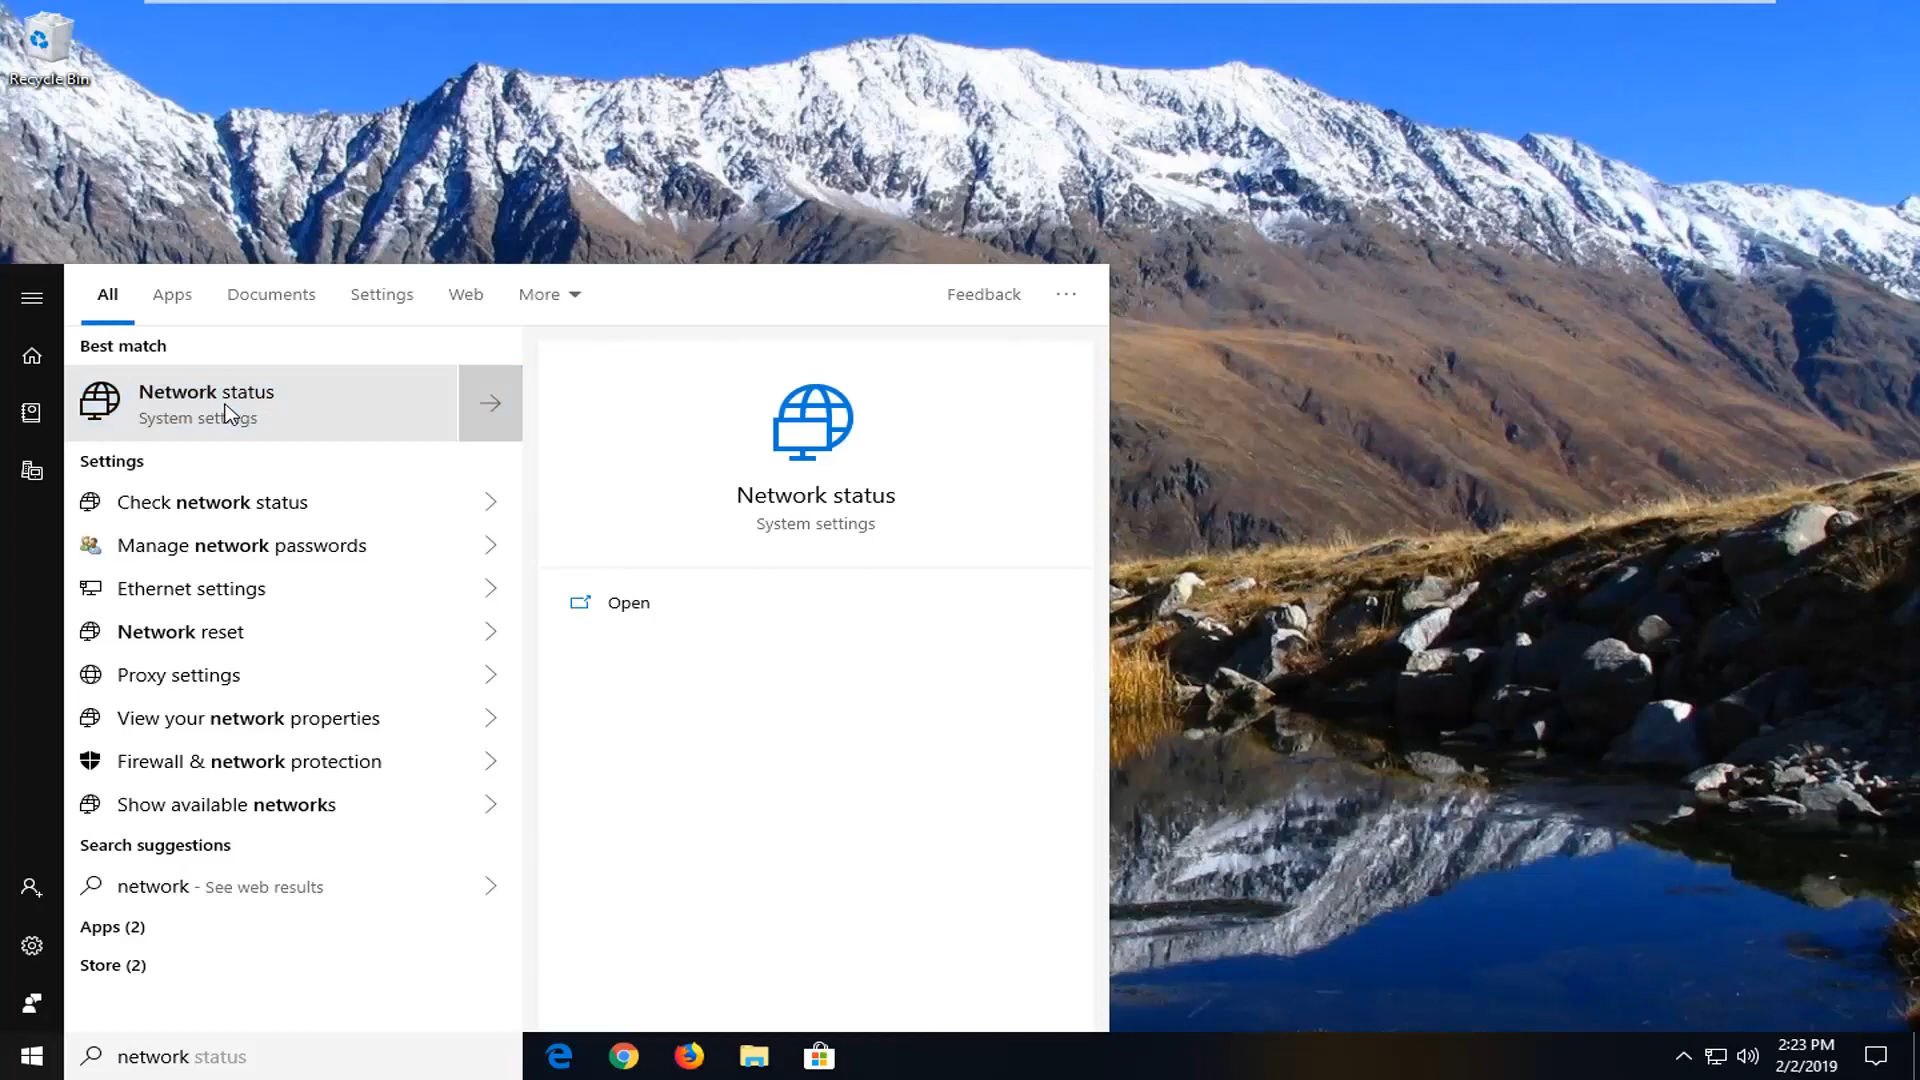 Recycle Bin
All Apps Documents Settings Web More Feedback ...
Best match
Network status
System settings
Settings
Check network status
Manage network passwords
Ethernet settings
Network reset
Proxy settings
View your network properties
Firewall & network protection
Show available networks
Search suggestions
network - See web results
Apps (2)
Store (2)
network status
Network status
System settings
Open
2:23 PM
2/2/2019